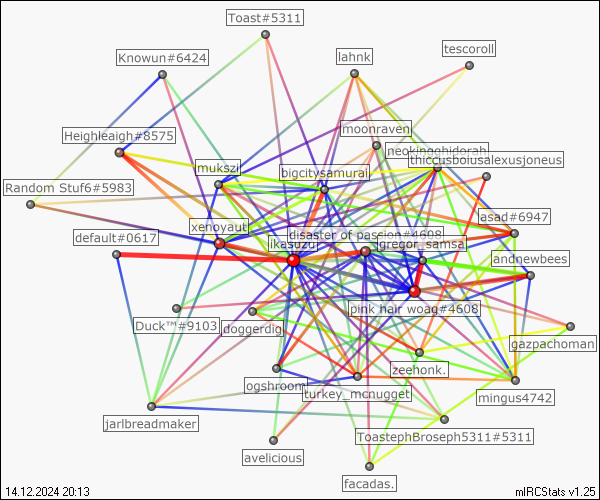 Toast#5311
tescoroll
Knowun#6424
lahnk
moonraven
Heighleaigh#8575
neokingghidorah
thiccusboiusalexusjoneus
mukszi
bigcitysamurai
Random Stuf6#5983
lasad#6947
xenoyaut
default#0617
disaster of passion#4608
ikasuzu
gregor_samsa
andnewbees
pink hair woag#4608
Duck™#9103
doggerdig
gazpachoman
zeehonk.
ogshroom
turkey_mcnugget
mingus4742
jarlbreadmaker
ToastephBroseph5311#5311
avelicious
facadas.
14.12.2024 20:13
mIRCStats v1.25